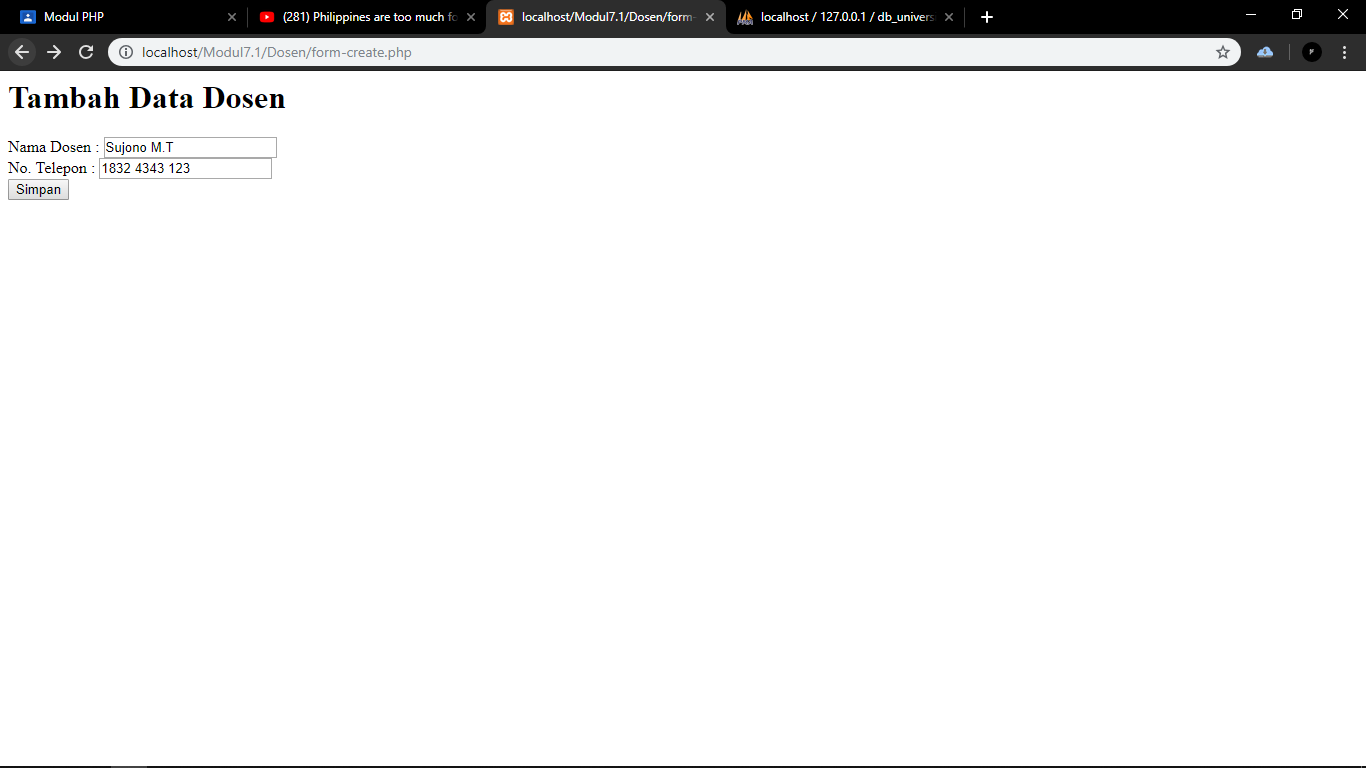 Modul PHP
(281) Philippines are too much fo
localhost/Modul7.1/Dosen/form-
localhost / 127.0.0.1 / db_univers
localhost/Modul7.1/Dosen/form-create.php
Tambah Data Dosen
Nama Dosen : Sujono M.T
No. Telepon : 1832 4343 123
Simpan